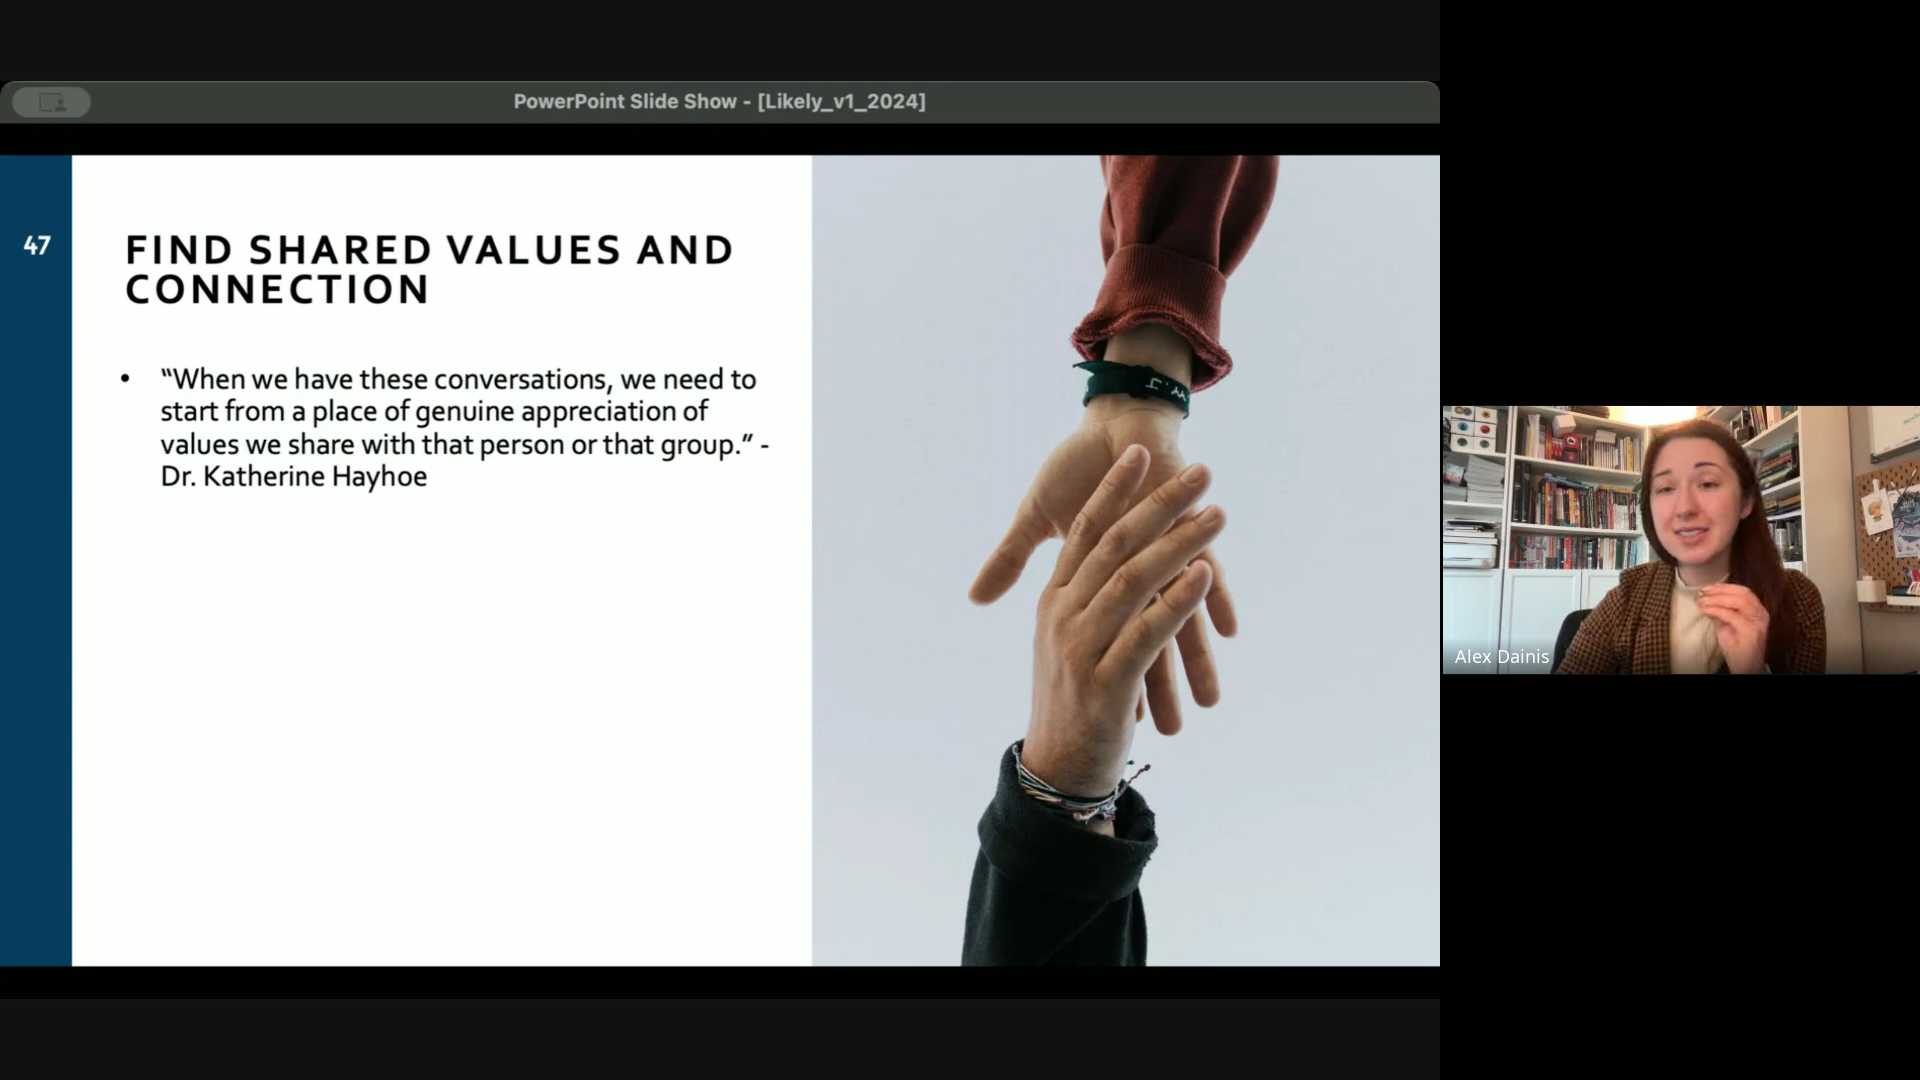 PowerPoint Slide Show - [Likely_v1_2024]
47
FIND SHARED VALUES AND
CONNECTION
• “When we have these conversations, we need to
start from a place of genuine appreciation of
values we share with that person or that group.” -
Dr. Katherine Hayhoe
Alex Dainis